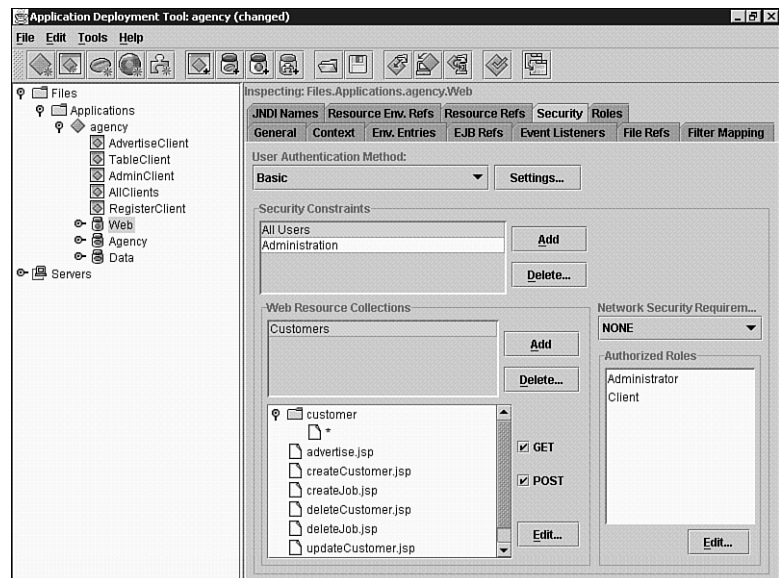 Application Deployment Tool: agency (changed)
File Edit Tools Help
Files
Applications
agency
AdvertiseClient
TableClient
AdminClient
AllClients
RegisterClient
Web
Agency
Data
Servers
Inspecting: Files.Applications.agency.Web
JNDI Names Resource Env. Refs Resource Refs Security Roles
General Context Env. Entries EJB Refs Event Listeners File Refs Filter Mapping
User Authentication Method:
Basic Settings...
Security Constraints
All Users
Administration
Add
Delete...
Web Resource Collections
Customers
Add
Delete...
customer
*
advertise.jsp
createCustomer.jsp
createJob.jsp
deleteCustomer.jsp
deleteJob.jsp
updateCustomer.jsp
GET
POST
Edit...
Network Security Requirem...
NONE
Authorized Roles
Administrator
Client
Edit...